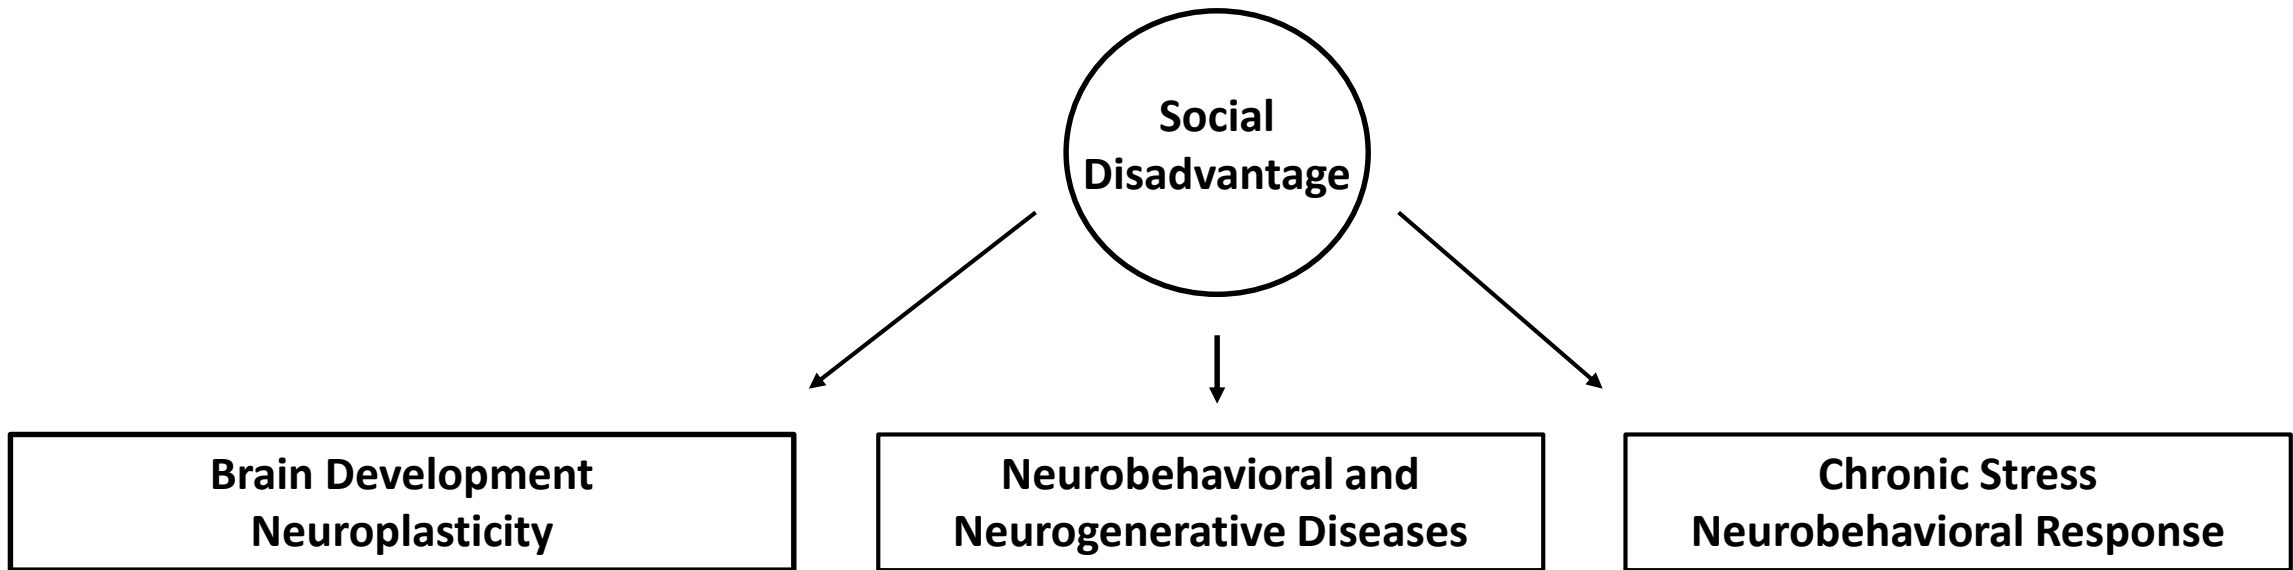 Social
Disadvantage
Brain Development
Neuroplasticity
Neurobehavioral and
Neurogenerative Diseases
Chronic Stress
Neurobehavioral Response